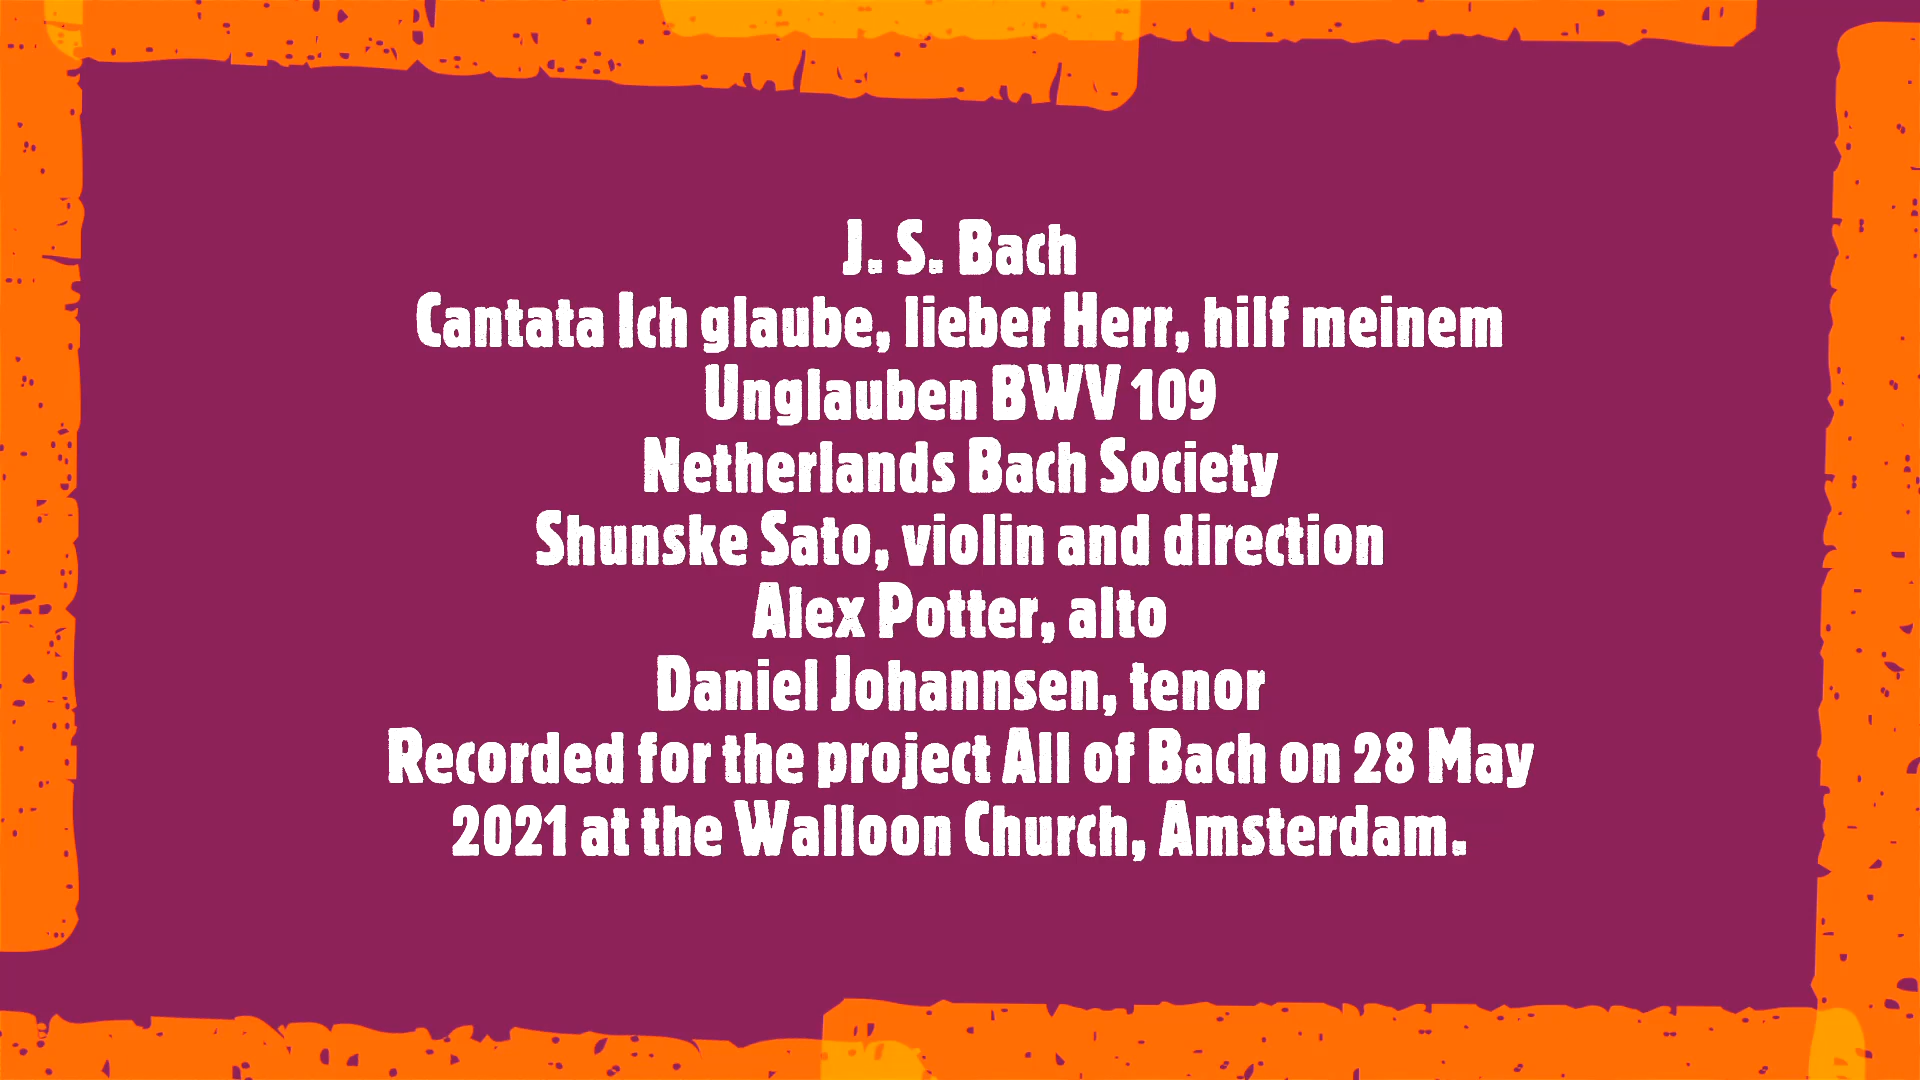 J. S. Bach
Cantata Ich glaube, lieber Herr, hilf meinem
Unglauben BWV 109
Netherlands Bach Society
Shunske Sato, violin and direction
Alex Potter, alto
Daniel Johannsen, tenor
Recorded for the project All of Bach on 28 May
2021 at the Walloon Church, Amsterdam.